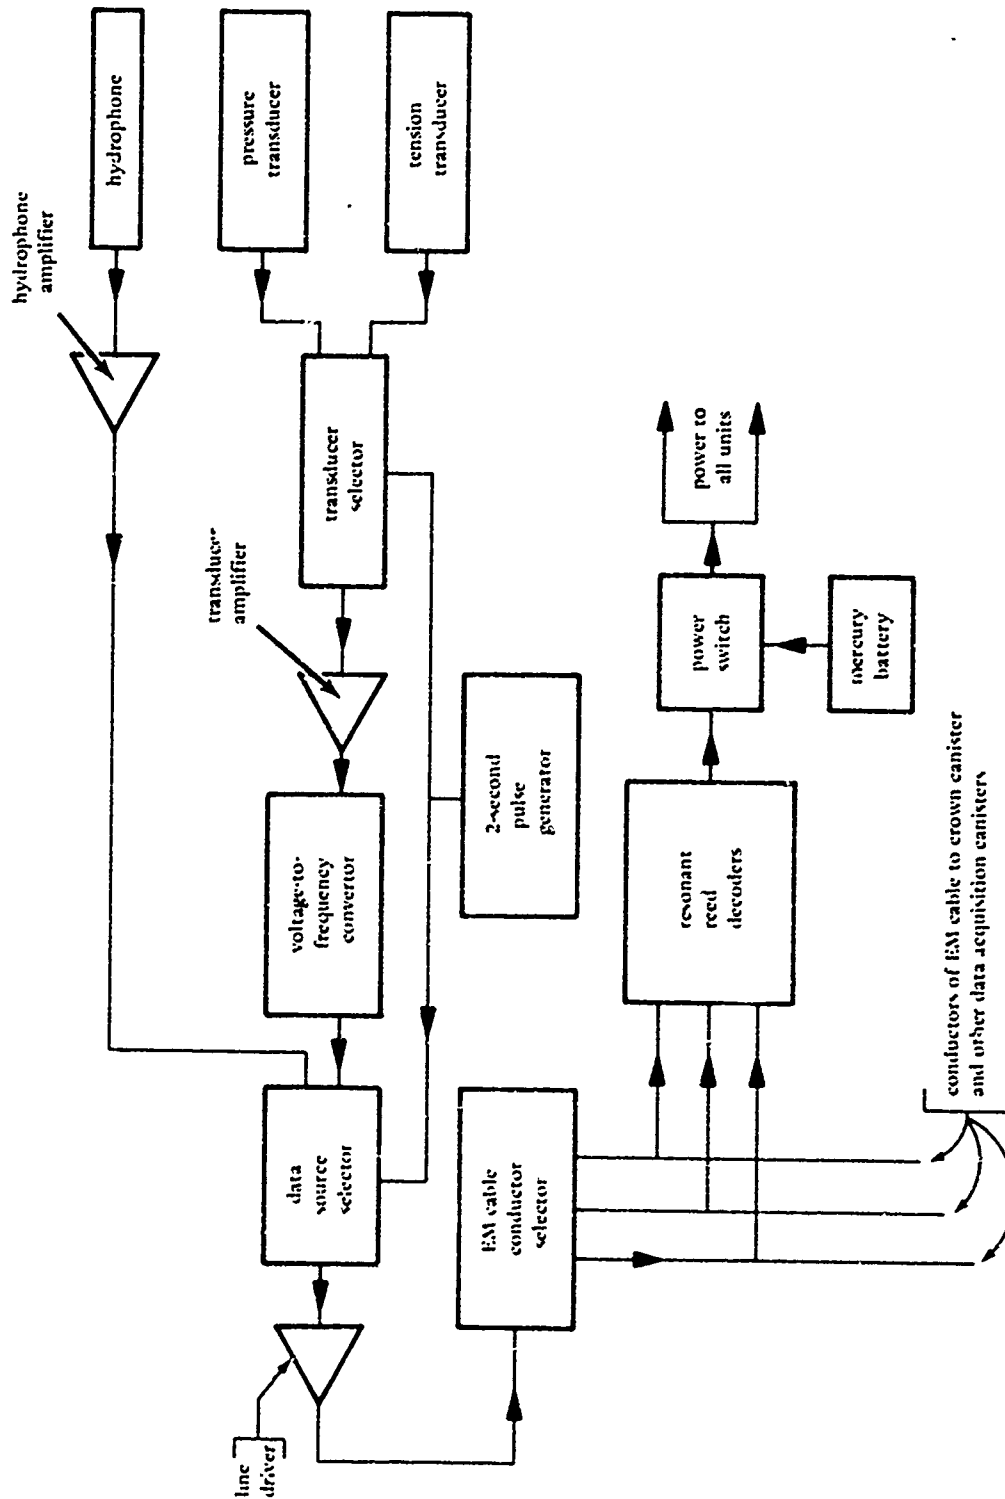 hydrophone
amplifier
hydrophone
pressure
transducer
tension
transducer
transducer
selector
transducer
amplifier
voltage-to-
frequency
convertor
2-second
pulse
generator
data
source
selector
line
driver
EM cable
conductor
selector
resonant
reed
decoders
power
switch
mercury
battery
power to
all units
conductors of EM cable to crown canister
and other data acquisition canisters